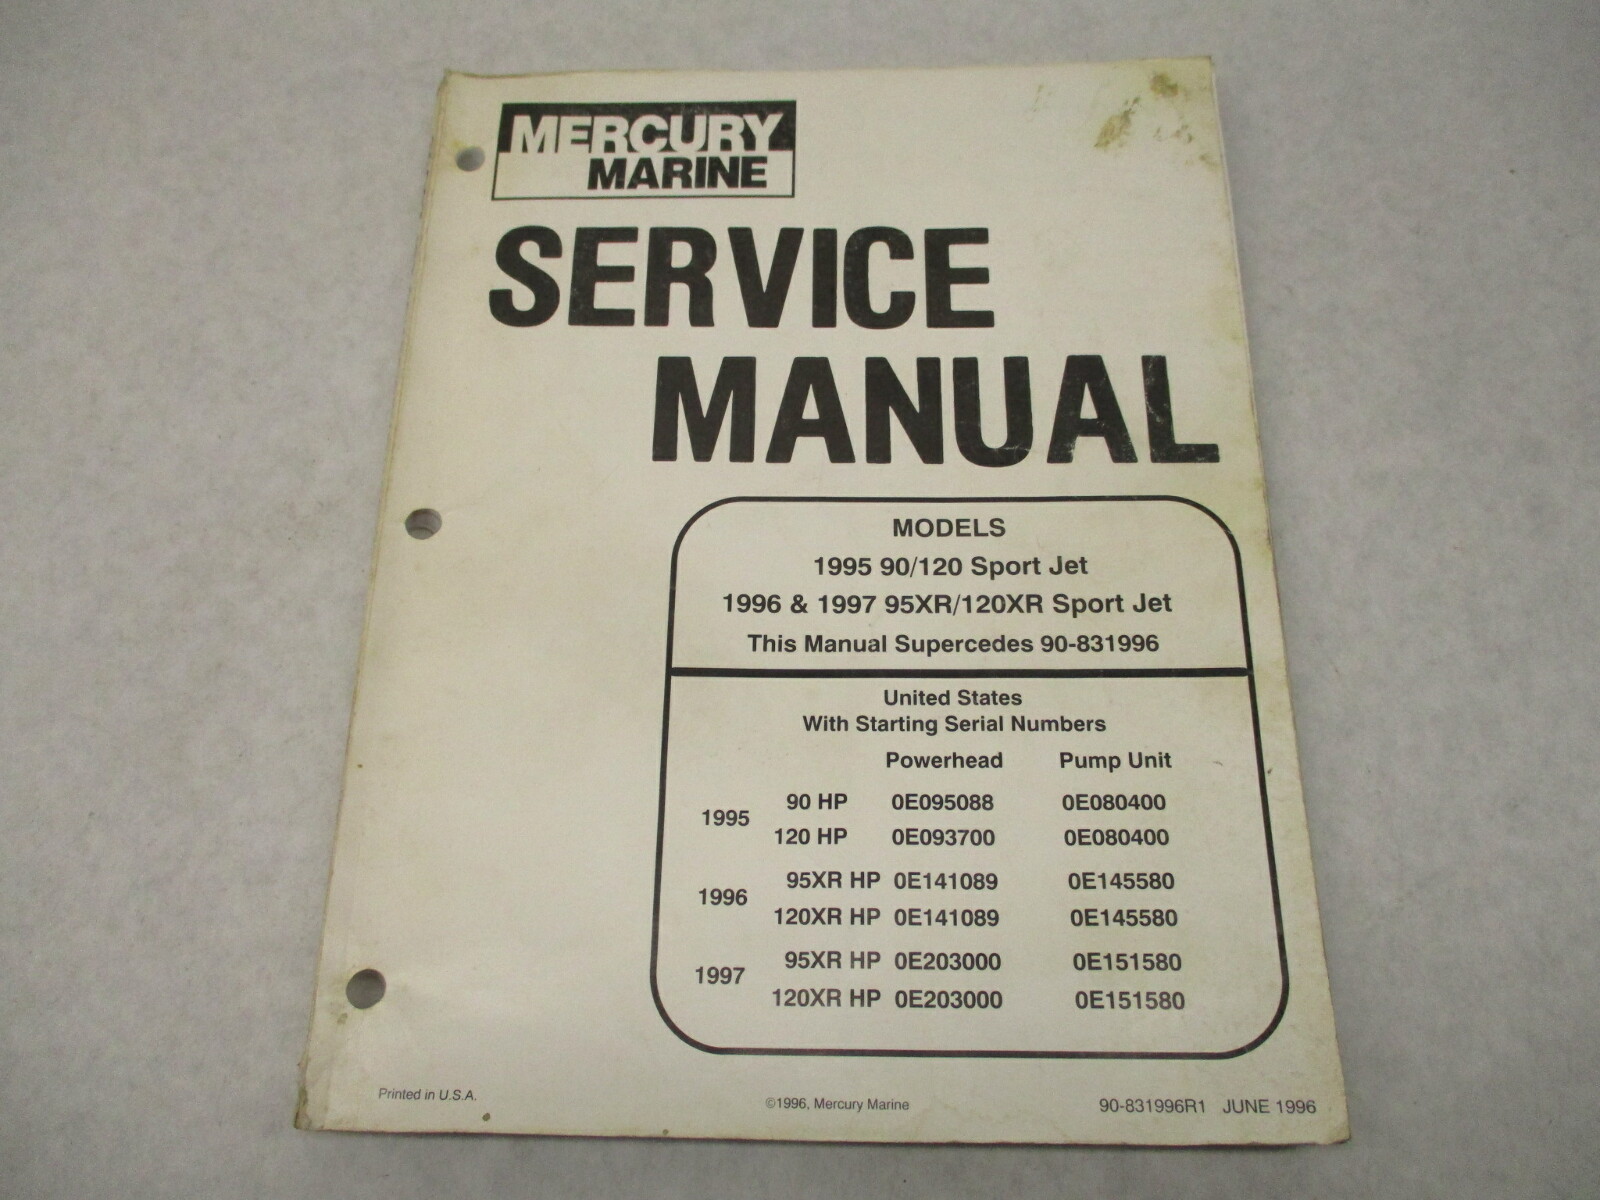 MERCURY
MARINE
SERVICE
MANUAL
MODELS
1995 90/120 Sport Jet
1996 & 1997 95XR/120XR Sport Jet
This Manual Supercedes 90-831996
United States
With Starting Serial Numbers
Powerhead Pump Unit
1995 90 HP 0E095088 0E080400
120 HP 0E093700 0E080400
1996 95XR HP 0E141089 0E145580
120XR HP 0E141089 0E145580
1997 95XR HP 0E203000 0E151580
120XR HP 0E203000 0E151580
Printed in U.S.A. ©1996, Mercury Marine 90-831996R1 JUNE 1996